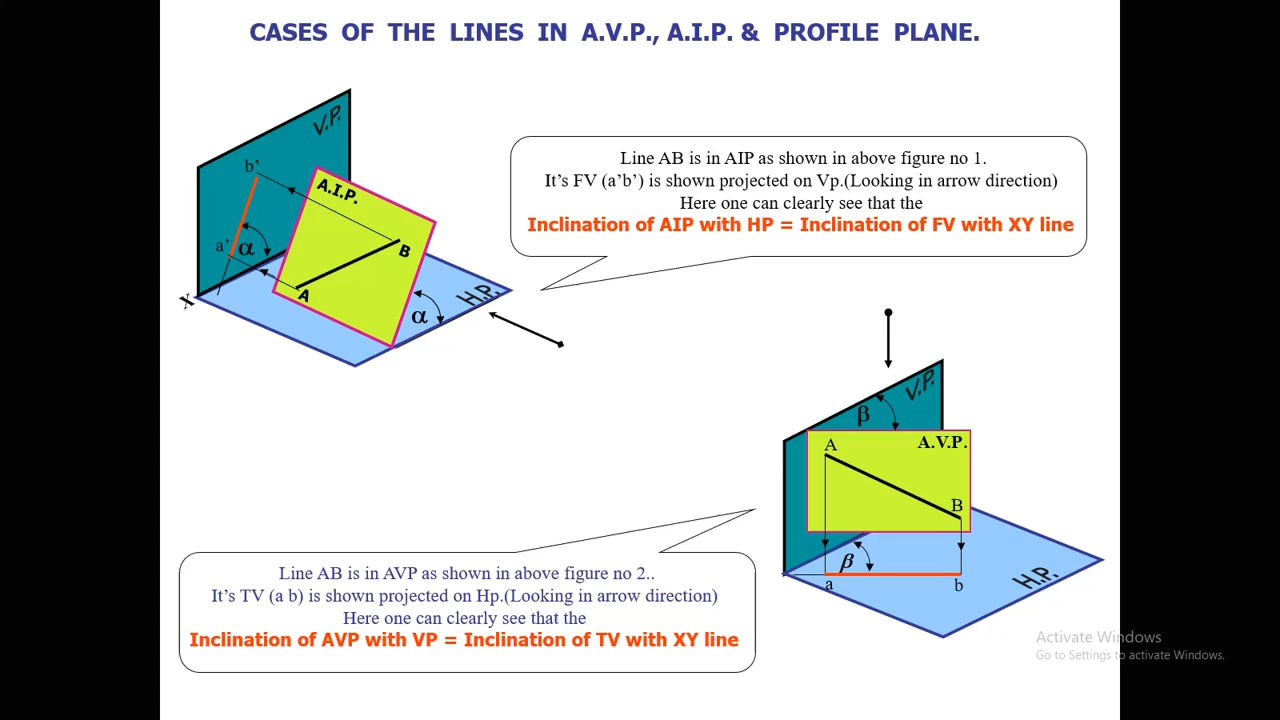 CASES OF THE LINES IN A.V.P., A.I.P. & PROFILE PLANE.
V.P.
b’
A.I.P.
a’
α
B
A
X
H.P.
α
Line AB is in AIP as shown in above figure no 1.
It’s FV (a’b’) is shown projected on Vp.(Looking in arrow direction)
Here one can clearly see that the
Inclination of AIP with HP = Inclination of FV with XY line
V.P.
β
A
A.V.P.
B
β
a
b
H.P.
Line AB is in AVP as shown in above figure no 2..
It’s TV (a b) is shown projected on Hp.(Looking in arrow direction)
Here one can clearly see that the
Inclination of AVP with VP = Inclination of TV with XY line
Activate Windows
Go to Settings to activate Windows.